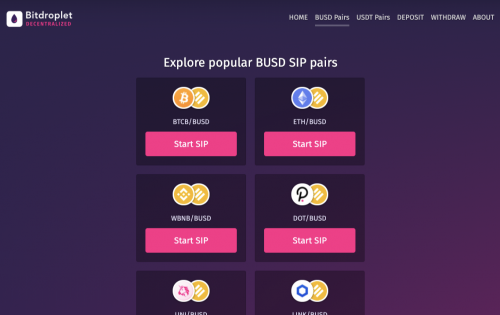 Bitdroplet
DECENTRALIZED
HOME BUSD Pairs USDT Pairs DEPOSIT WITHDRAW ABOUT
Explore popular BUSD SIP pairs
BTCB/BUSD ETH/BUSD
Start SIP Start SIP
WBNB/BUSD DOT/BUSD
Start SIP Start SIP
UNI/BUSD LINK/BUSD